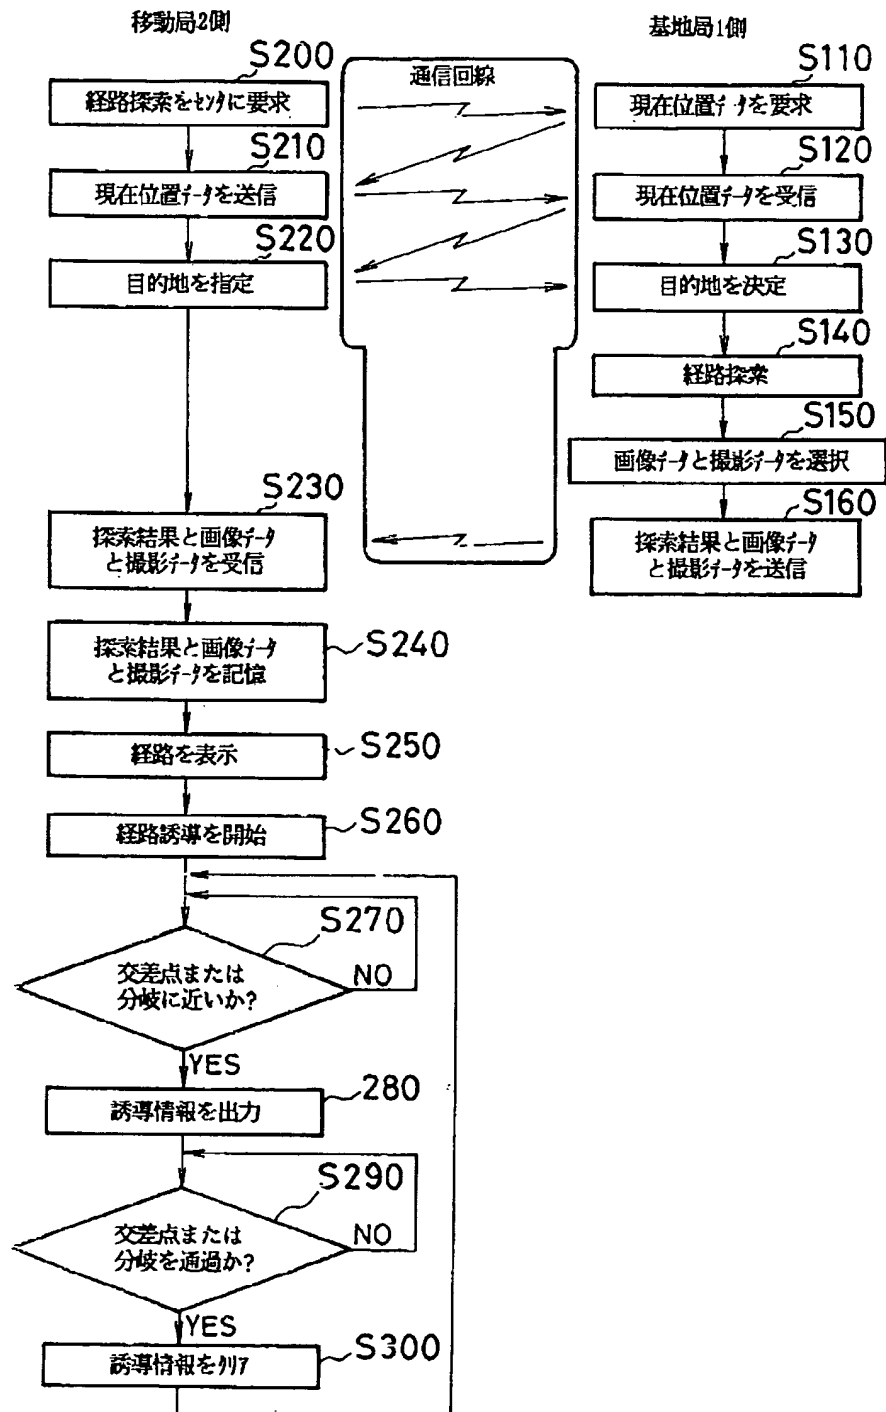 移動局2側
S200
経路探索をｾﾝﾀに要求
S210
現在位置ﾃﾞｰﾀを送信
S220
目的地を指定
通信回線
基地局1側
S110
現在位置ﾃﾞｰﾀを要求
S120
現在位置ﾃﾞｰﾀを受信
S130
目的地を決定
S140
経路探索
S150
画像ﾃﾞｰﾀと撮影ﾃﾞｰﾀを選択
S160
探索結果と画像ﾃﾞｰﾀ
と撮影ﾃﾞｰﾀを送信
S230
探索結果と画像ﾃﾞｰﾀ
と撮影ﾃﾞｰﾀを受信
S240
探索結果と画像ﾃﾞｰﾀ
と撮影ﾃﾞｰﾀを記憶
S250
経路を表示
S260
経路誘導を開始
S270
交差点または
分岐に近いか?
NO
YES
280
誘導情報を出力
S290
交差点または
分岐を通過か?
NO
YES
S300
誘導情報をｸﾘｱ